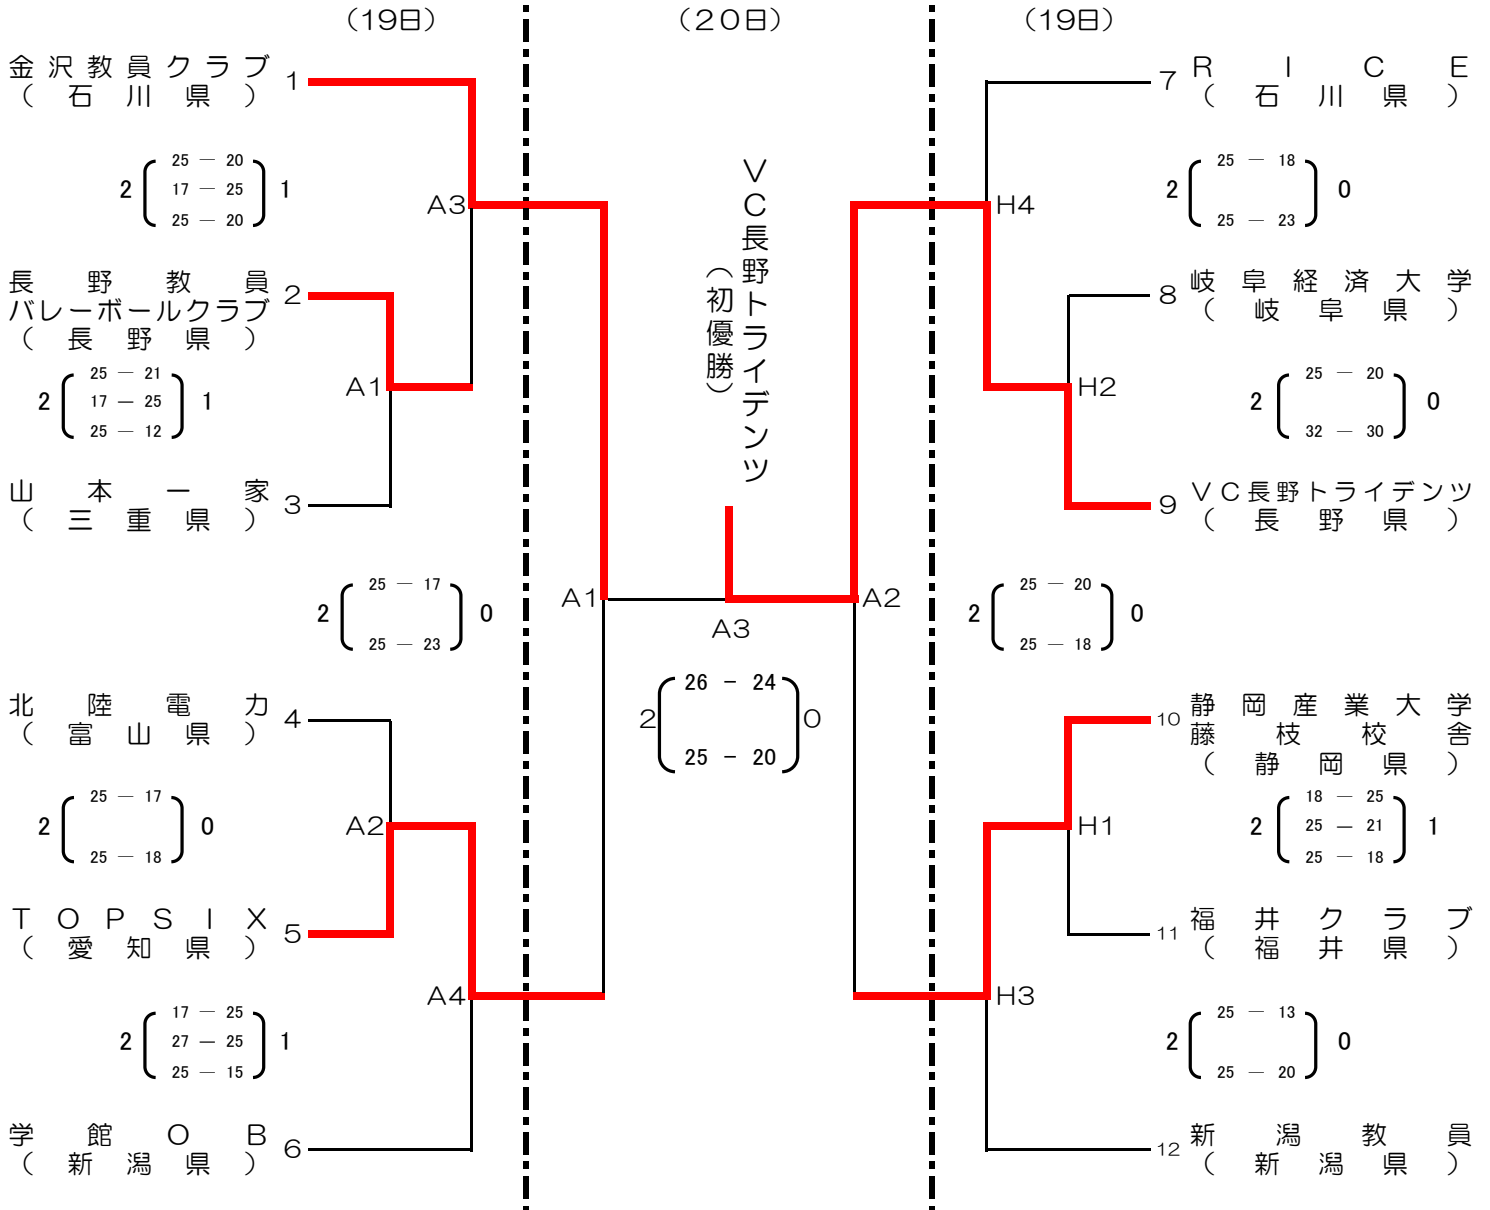 （19日）
（２０日）
（19日）
金沢教員クラブ
（石川県）
1
25 － 20
2 17 － 25 1
25 － 20
A3
長野教員
バレーボールクラブ
（長野県）
2
25 － 21
2 17 － 25 1
25 － 12
A1
山本一家
（三重県）
3
25 － 17
2 0
25 － 23
A1
北陸電力
（富山県）
4
25 － 17
2 0
25 － 18
A2
ＴＯＰＳＩＸ
（愛知県）
5
A4
17 － 25
2 27 － 25 1
25 － 15
学館ＯＢ
（新潟県）
6
ＶＣ長野トライデンツ
（初優勝）
A3
26 － 24
2 0
25 － 20
7
ＲＩＣＥ
（石川県）
25 － 18
2 0
25 － 23
H4
8
岐阜経済大学
（岐阜県）
H2
25 － 20
2 0
32 － 30
9
ＶＣ長野トライデンツ
（長野県）
A2
25 － 20
2 0
25 － 18
10
静岡産業大学
藤枝校舎
（静岡県）
H1
18 － 25
2 25 － 21 1
25 － 18
11
福井クラブ
（福井県）
H3
25 － 13
2 0
25 － 20
12
新潟教員
（新潟県）